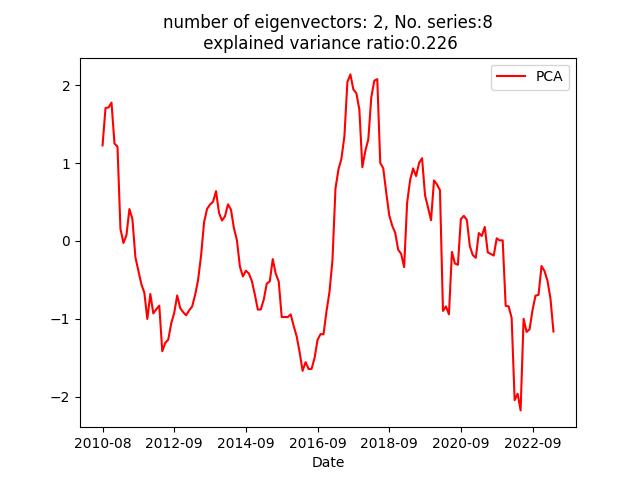 number of eigenvectors: 2, No. series:8
explained variance ratio:0.226
PCA
2
1
0
−1
−2
2010-08 2012-09 2014-09 2016-09 2018-09 2020-09 2022-09
Date